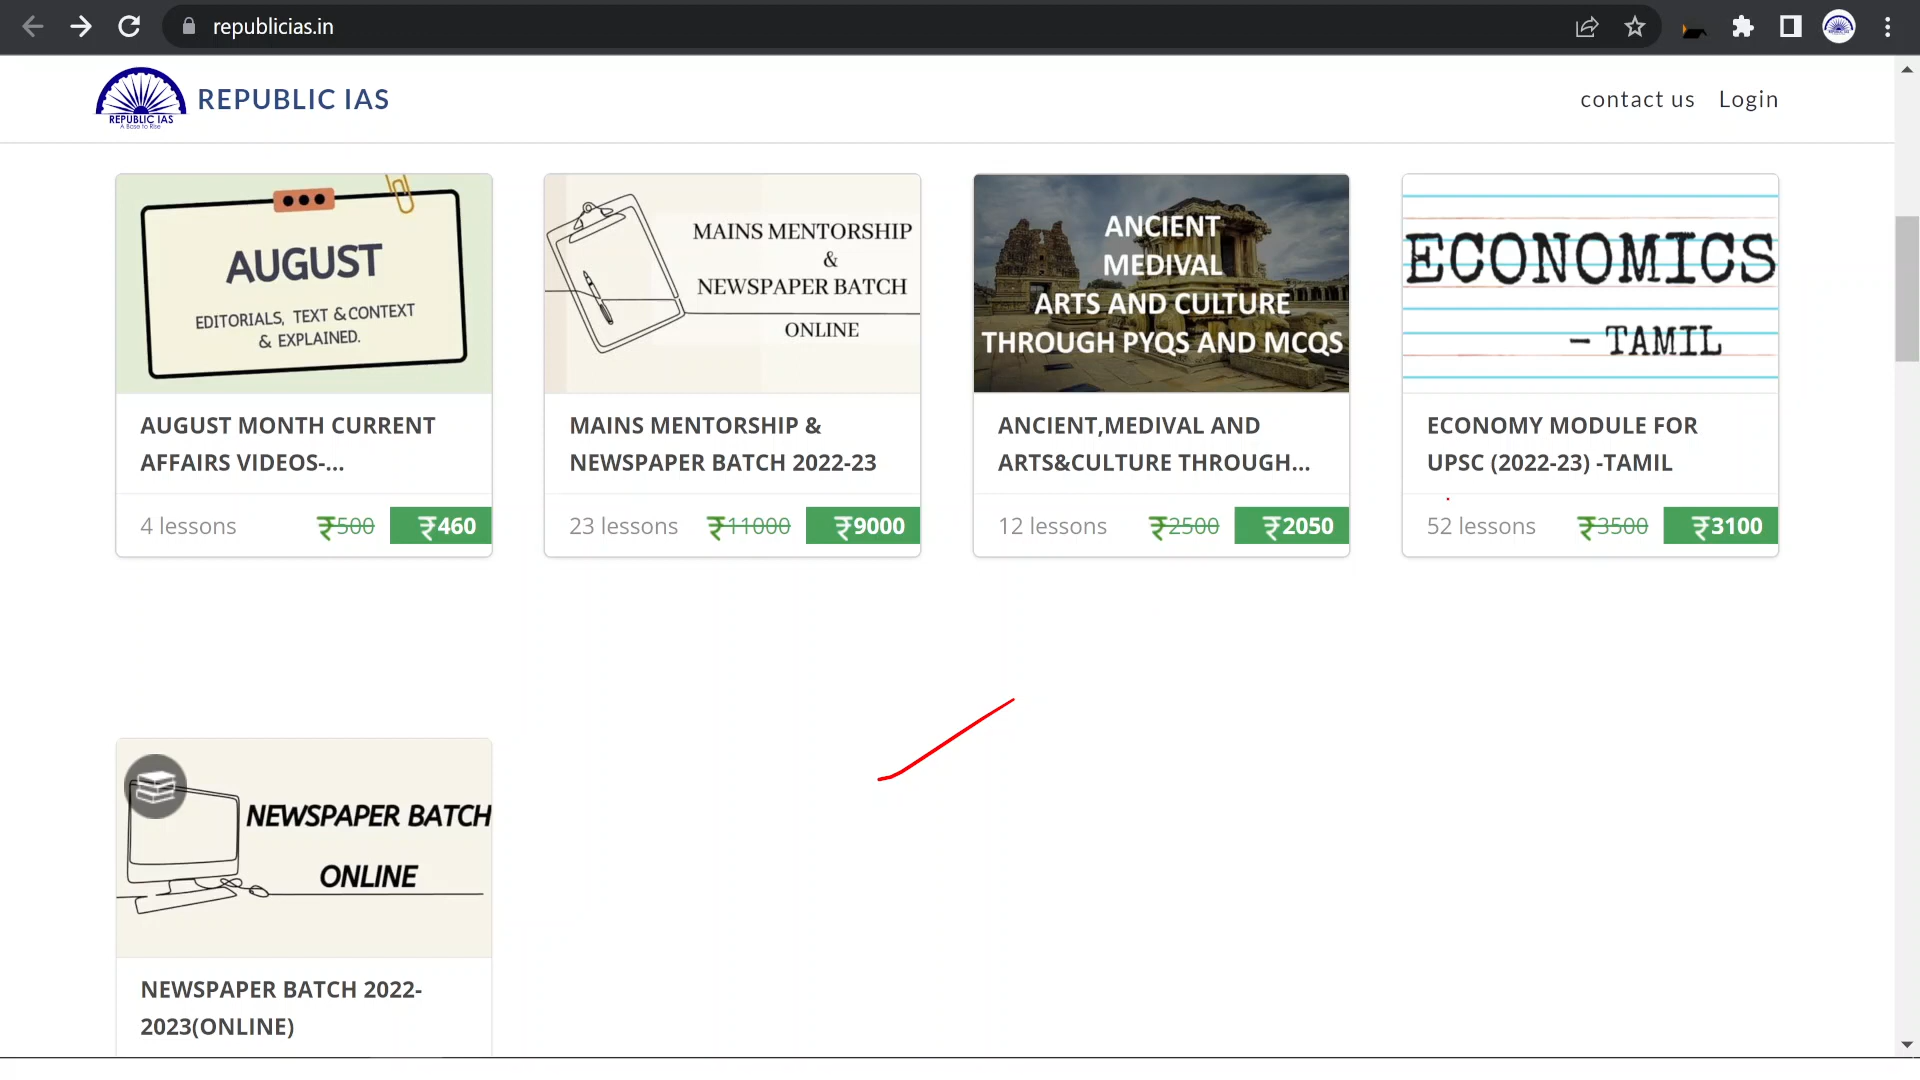 republicias.in
REPUBLIC IAS
A Base to Rise
REPUBLIC IAS
contact us Login
AUGUST
EDITORIALS, TEXT &CONTEXT
& EXPLAINED.
AUGUST MONTH CURRENT
AFFAIRS VIDEOS-...
4 lessons ₹500 ₹460
MAINS MENTORSHIP
&
NEWSPAPER BATCH
ONLINE
MAINS MENTORSHIP &
NEWSPAPER BATCH 2022-23
23 lessons ₹11000 ₹9000
ANCIENT
MEDIVAL
ARTS AND CULTURE
THROUGH PYQS AND MCQS
ANCIENT,MEDIVAL AND
ARTS&CULTURE THROUGH...
12 lessons ₹2500 ₹2050
ECONOMICS
- TAMIL
ECONOMY MODULE FOR
UPSC (2022-23) -TAMIL
52 lessons ₹3500 ₹3100
NEWSPAPER BATCH
ONLINE
NEWSPAPER BATCH 2022-
2023(ONLINE)